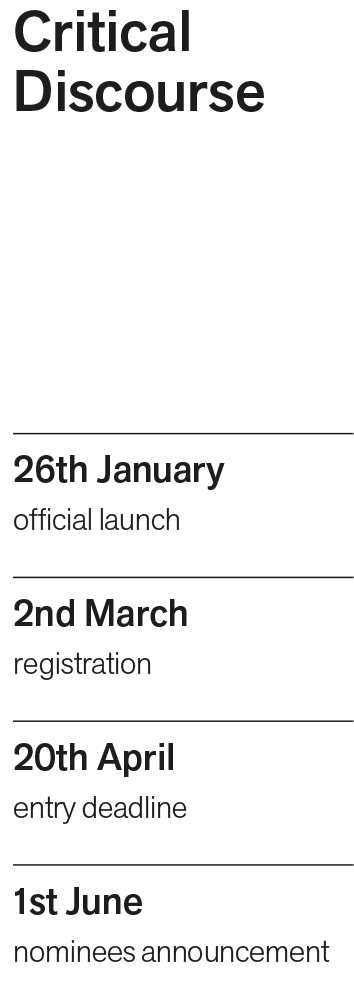 Critical
Discourse
26th January
official launch
2nd March
registration
20th April
entry deadline
1st June
nominees announcement